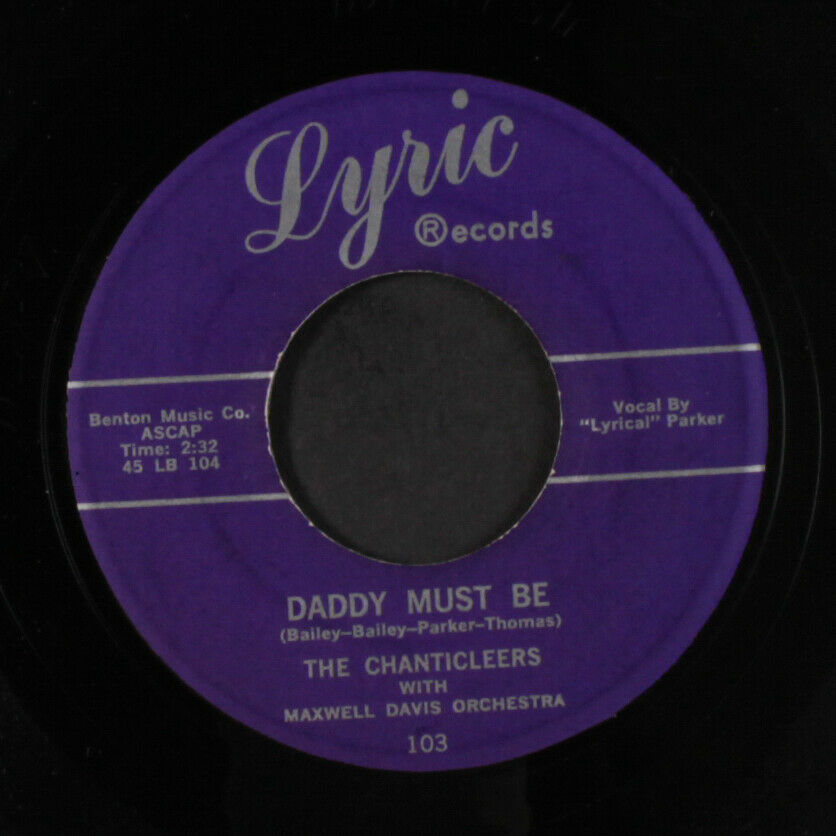 Lyric
®ecords
Benton Music Co.
ASCAP
Time: 2:32
45 LB 104
Vocal By
"Lyrical" Parker
DADDY MUST BE
(Bailey—Bailey—Parker—Thomas)
THE CHANTICLEERS
WITH
MAXWELL DAVIS ORCHESTRA
103